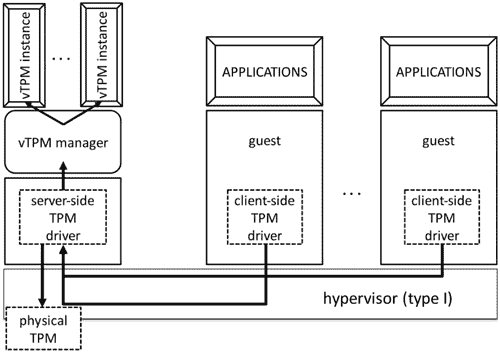 vTPM instance
...
vTPM instance
APPLICATIONS
APPLICATIONS
vTPM manager
guest
guest
server-side
TPM
driver
client-side
TPM
driver
...
client-side
TPM
driver
hypervisor (type I)
physical
TPM